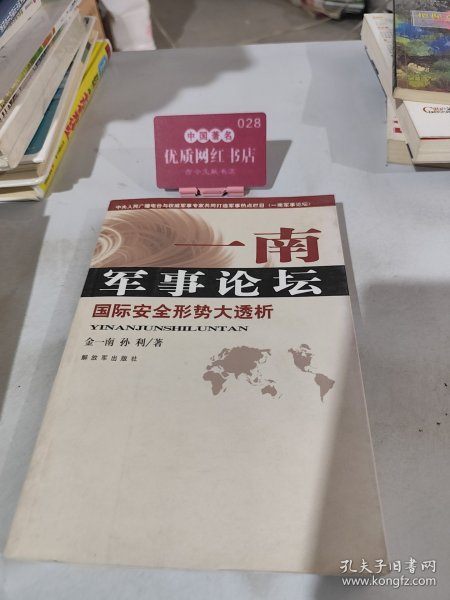 028
中国著名
优质网红书店
中央人民广播电台与权威军事专家共同打造军事热点栏目《一南军事论坛》
一南
军事论坛
国际安全形势大透析
YINANJUNSHILUNTAN
金一南 孙 利/著
解放军出版社
孔夫子旧书网
www.kongfz.com